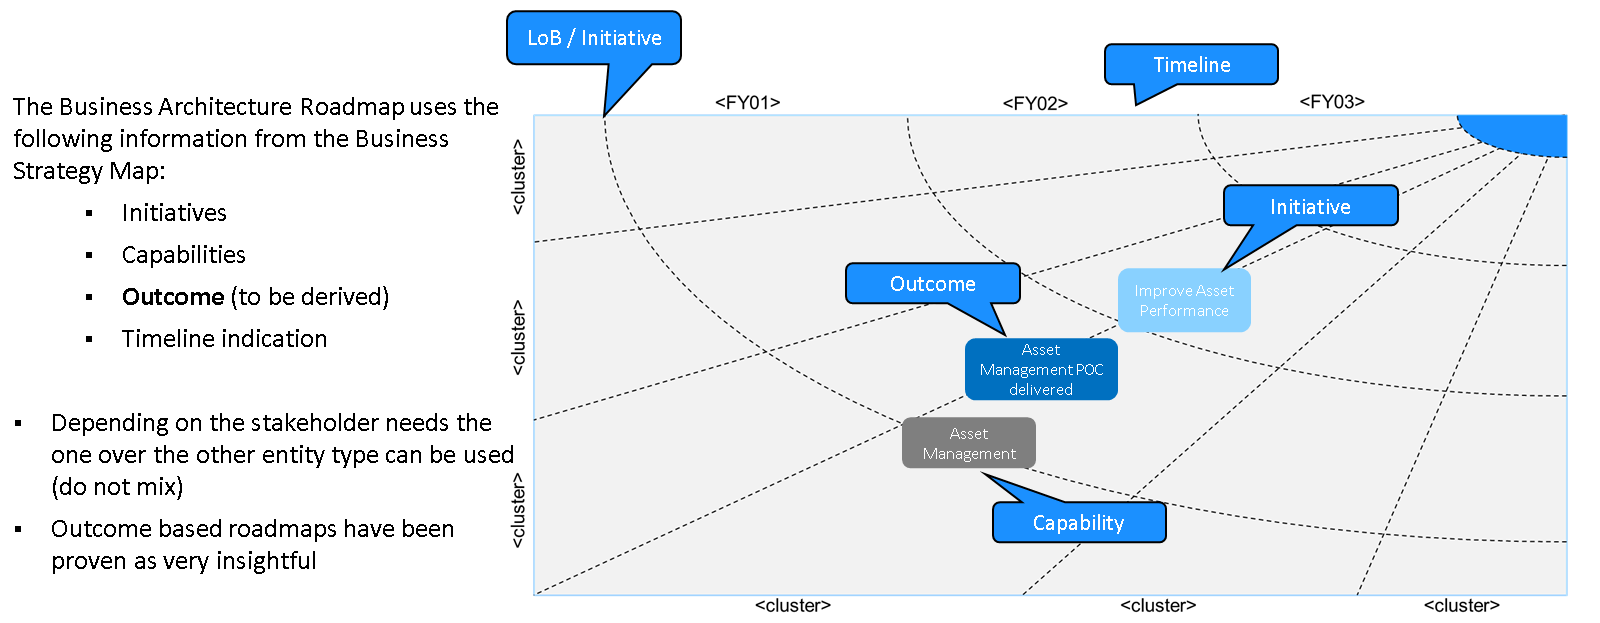 LoB / Initiative
Timeline
The Business Architecture Roadmap uses the
following information from the Business
Strategy Map:
▪ Initiatives
▪ Capabilities
▪ Outcome (to be derived)
▪ Timeline indication
▪ Depending on the stakeholder needs the
one over the other entity type can be used
(do not mix)
▪ Outcome based roadmaps have been
proven as very insightful
<FY01>
<FY02>
<FY03>
<cluster>
<cluster>
<cluster>
Initiative
Outcome
Improve Asset
Performance
Asset
Management POC
delivered
Asset
Management
Capability
<cluster>
<cluster>
<cluster>